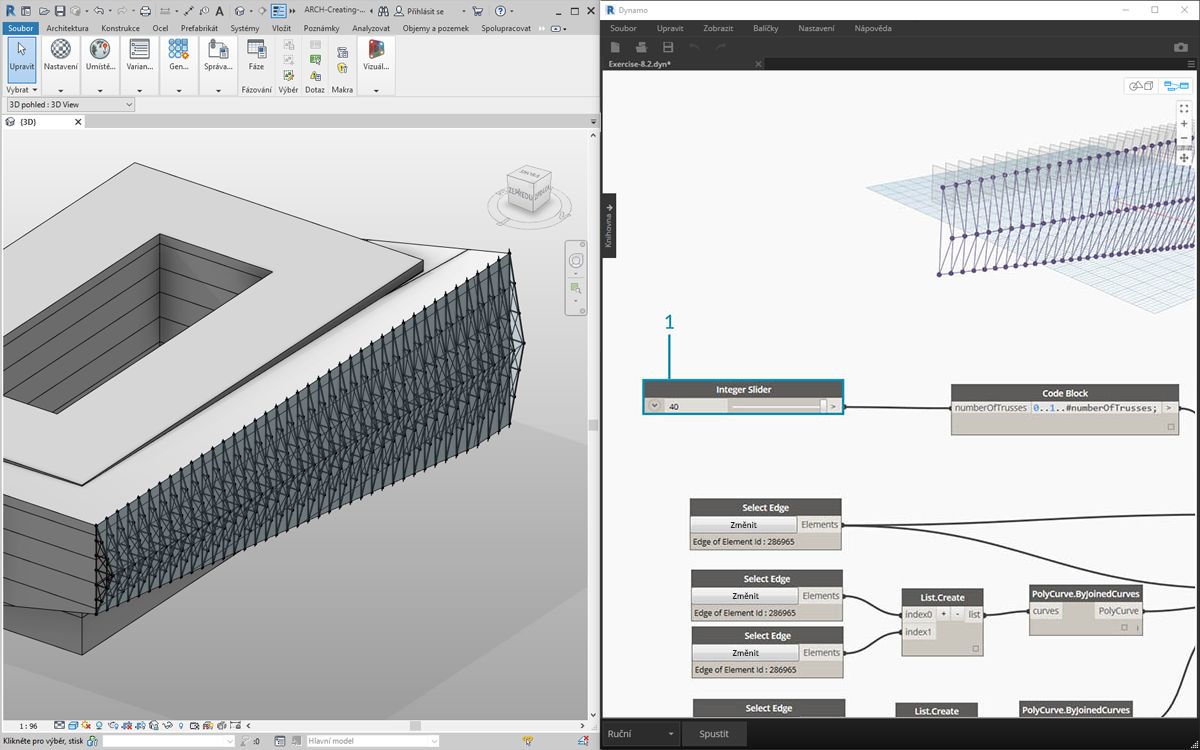 ARCH-Creating-...
Přihlásit se
Soubor
Architektura
Konstrukce
Ocel
Prefabrikát
Systémy
Vložit
Poznámky
Analyzovat
Objemy a pozemek
Spolupracovat
Upravit
Nastavení
Umístě...
Varian...
Gen...
Správa...
Fáze
Vizuál...
Vybrat
Fázování
Výběr
Dotaz
Makra
3D pohled : 3D View
{3D}
1 : 96
Klikněte pro výběr, stisk
:0
Hlavní model
Dynamo
Soubor
Upravit
Zobrazit
Balíčky
Nastavení
Nápověda
Exercise-8.2.dyn*
Knihovna
1
Integer Slider
40
>
Code Block
numberOfTrusses
0..1..#numberOfTrusses;
>
Select Edge
Změnit
Elements
Edge of Element Id : 286965
Select Edge
Změnit
Elements
Edge of Element Id : 286965
Select Edge
Změnit
Elements
Edge of Element Id : 286965
List.Create
index0
+
-
list
index1
PolyCurve.ByJoinedCurves
curves
PolyCurve
Select Edge
List.Create
PolyCurve.ByJoinedCurves
Ruční
Spustit